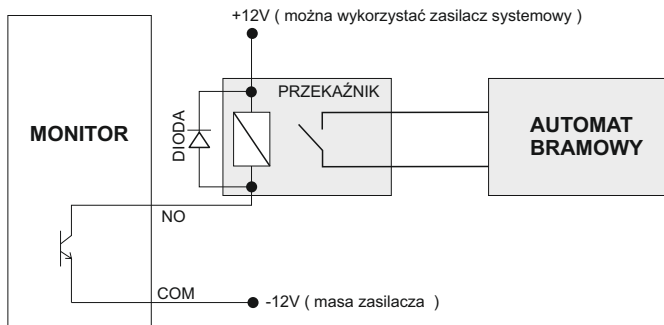 +12V ( można wykorzystać zasilacz systemowy )
PRZEKAŹNIK
DIODA
MONITOR
AUTOMAT
BRAMOWY
NO
COM
-12V ( masa zasilacza )